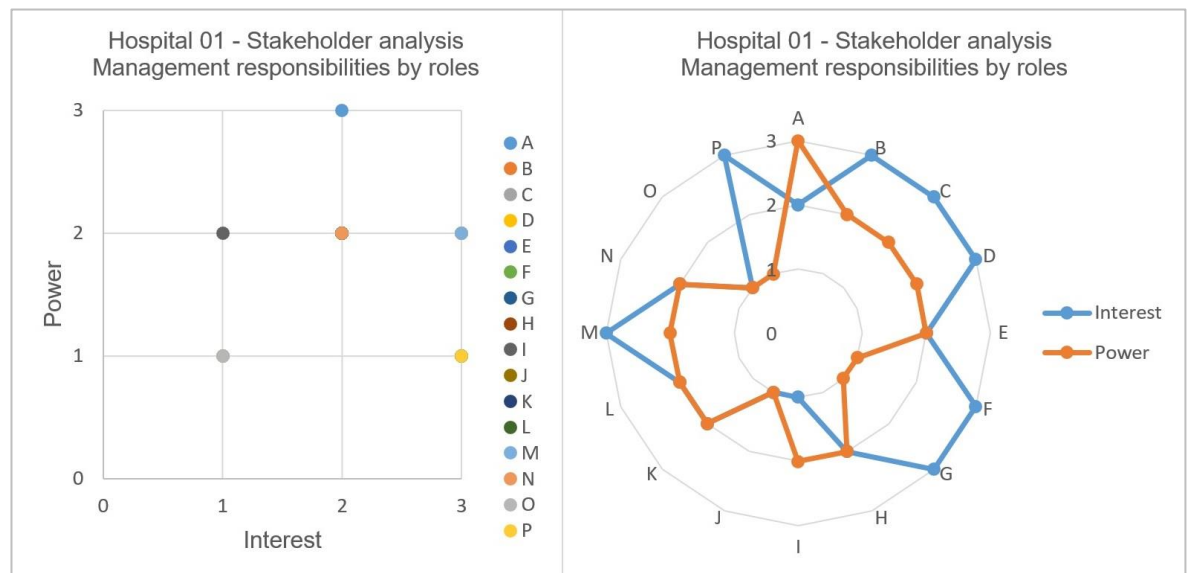 Hospital 01 - Stakeholder analysis
Management responsibilities by roles
3
2
1
0
0
1
2
3
Power
Interest
A
B
C
D
E
F
G
H
I
J
K
L
M
N
O
P
Hospital 01 - Stakeholder analysis
Management responsibilities by roles
A
B
C
D
E
F
G
H
I
J
K
L
M
N
O
P
3
2
1
0
Interest
Power